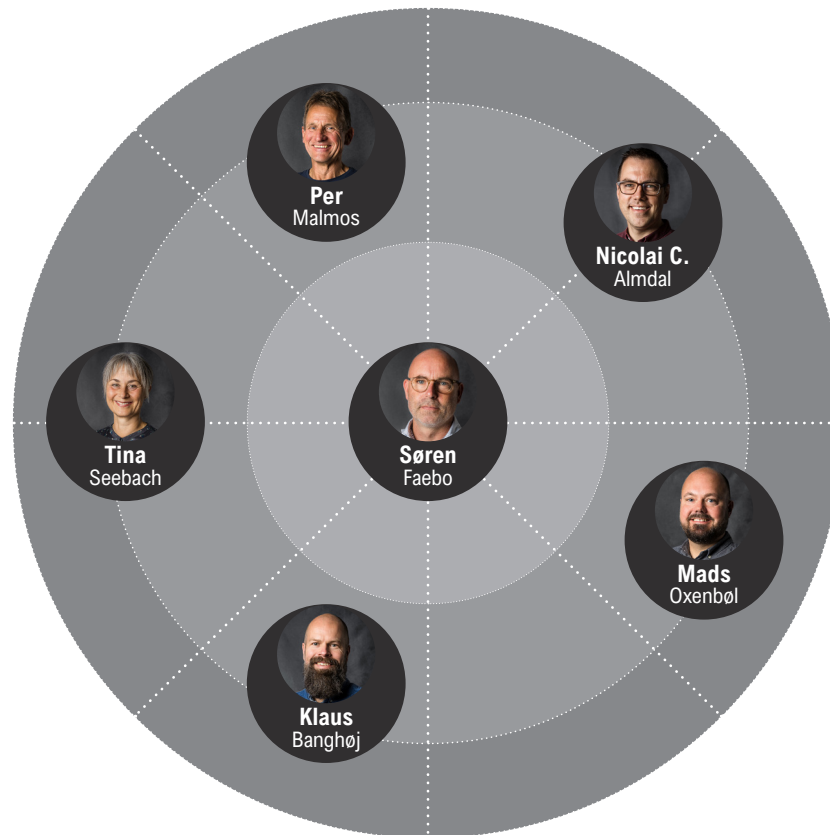 Per
Malmos
Nicolai C.
Almdal
Tina
Seebach
Søren
Faebo
Mads
Oxenbøl
Klaus
Banghøj